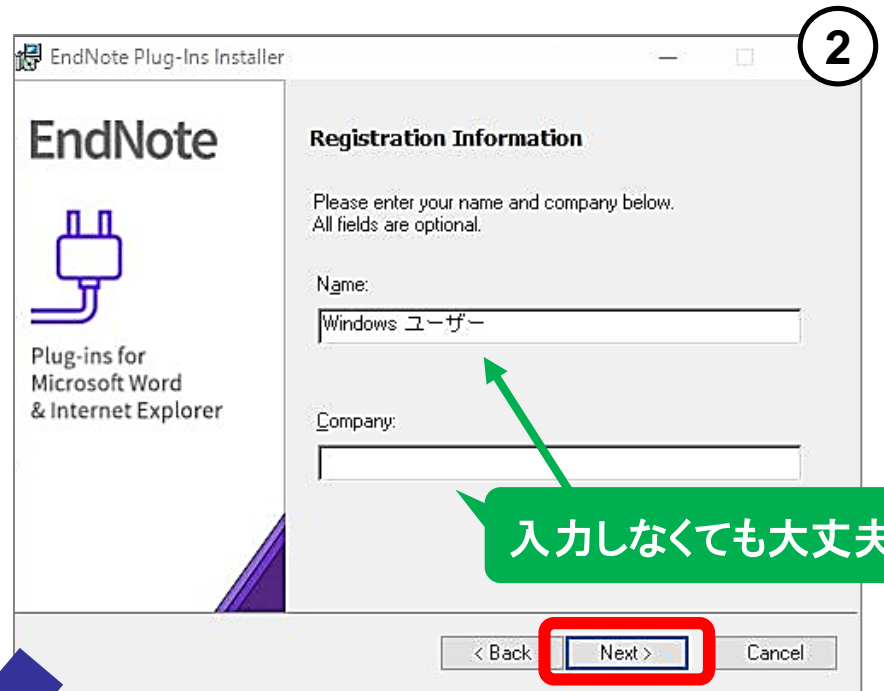 2
EndNote Plug-Ins Installer
EndNote
Plug-ins for
Microsoft Word
& Internet Explorer
Registration Information
Please enter your name and company below.
All fields are optional.
Name:
Windows ユーザー
Company:
入力しなくても大丈夫
< Back
Next >
Cancel